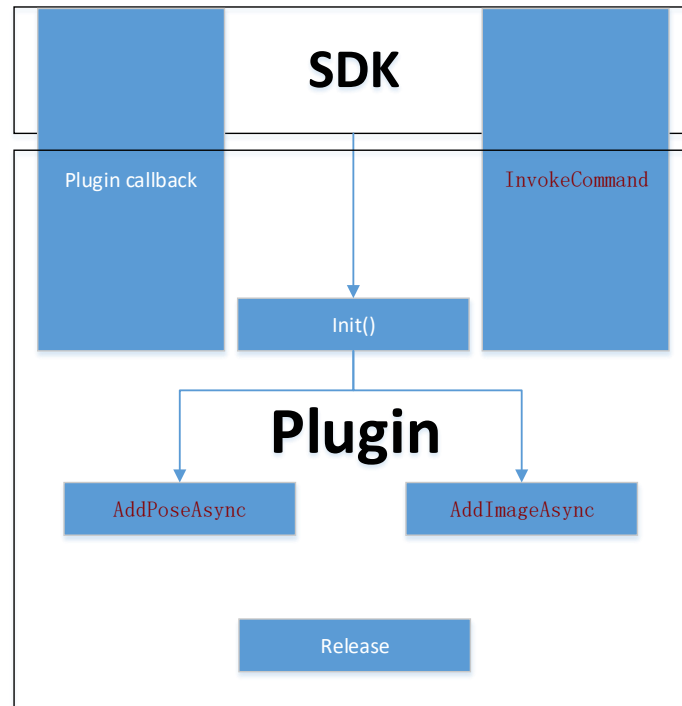 SDK
Plugin callback
InvokeCommand
Init()
Plugin
AddPoseAsync
AddImageAsync
Release